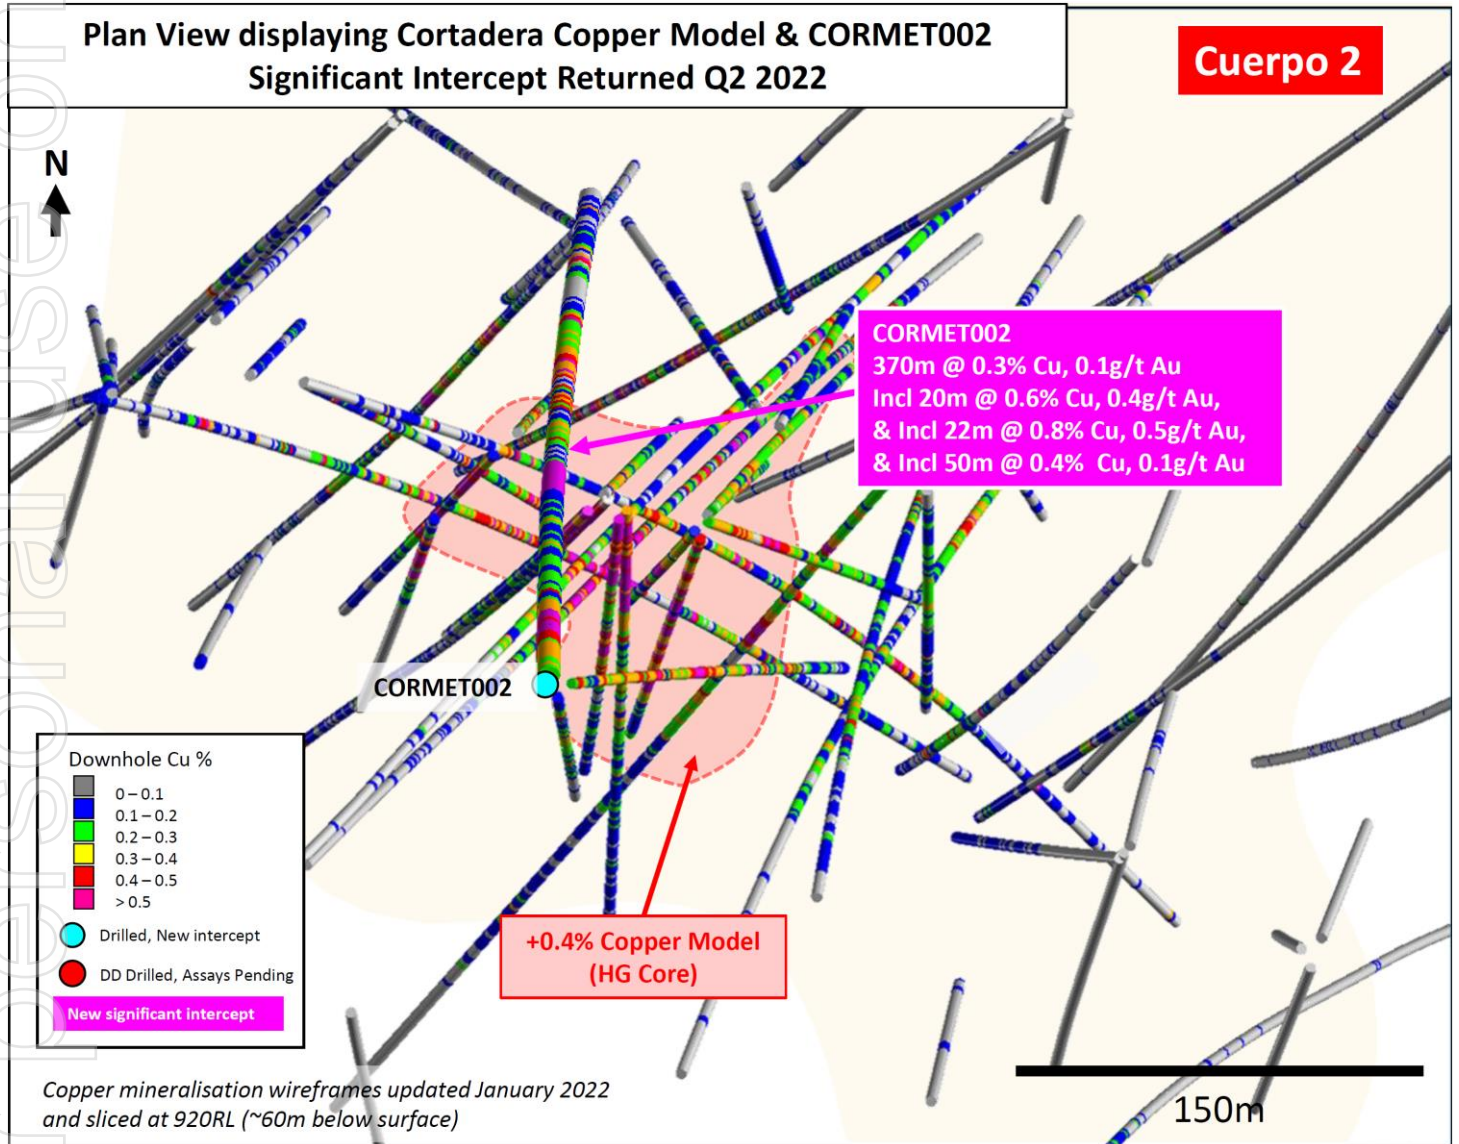 Plan View displaying Cortadera Copper Model & CORMET002
Significant Intercept Returned Q2 2022
Cuerpo 2
N
CORMET002
370m @ 0.3% Cu, 0.1g/t Au
Incl 20m @ 0.6% Cu, 0.4g/t Au,
& Incl 22m @ 0.8% Cu, 0.5g/t Au,
& Incl 50m @ 0.4% Cu, 0.1g/t Au
CORMET002
Downhole Cu %
0 – 0.1
0.1 – 0.2
0.2 – 0.3
0.3 – 0.4
0.4 – 0.5
> 0.5
Drilled, New intercept
DD Drilled, Assays Pending
New significant intercept
+0.4% Copper Model
(HG Core)
Copper mineralisation wireframes updated January 2022
and sliced at 920RL (~60m below surface)
150m
personal use on